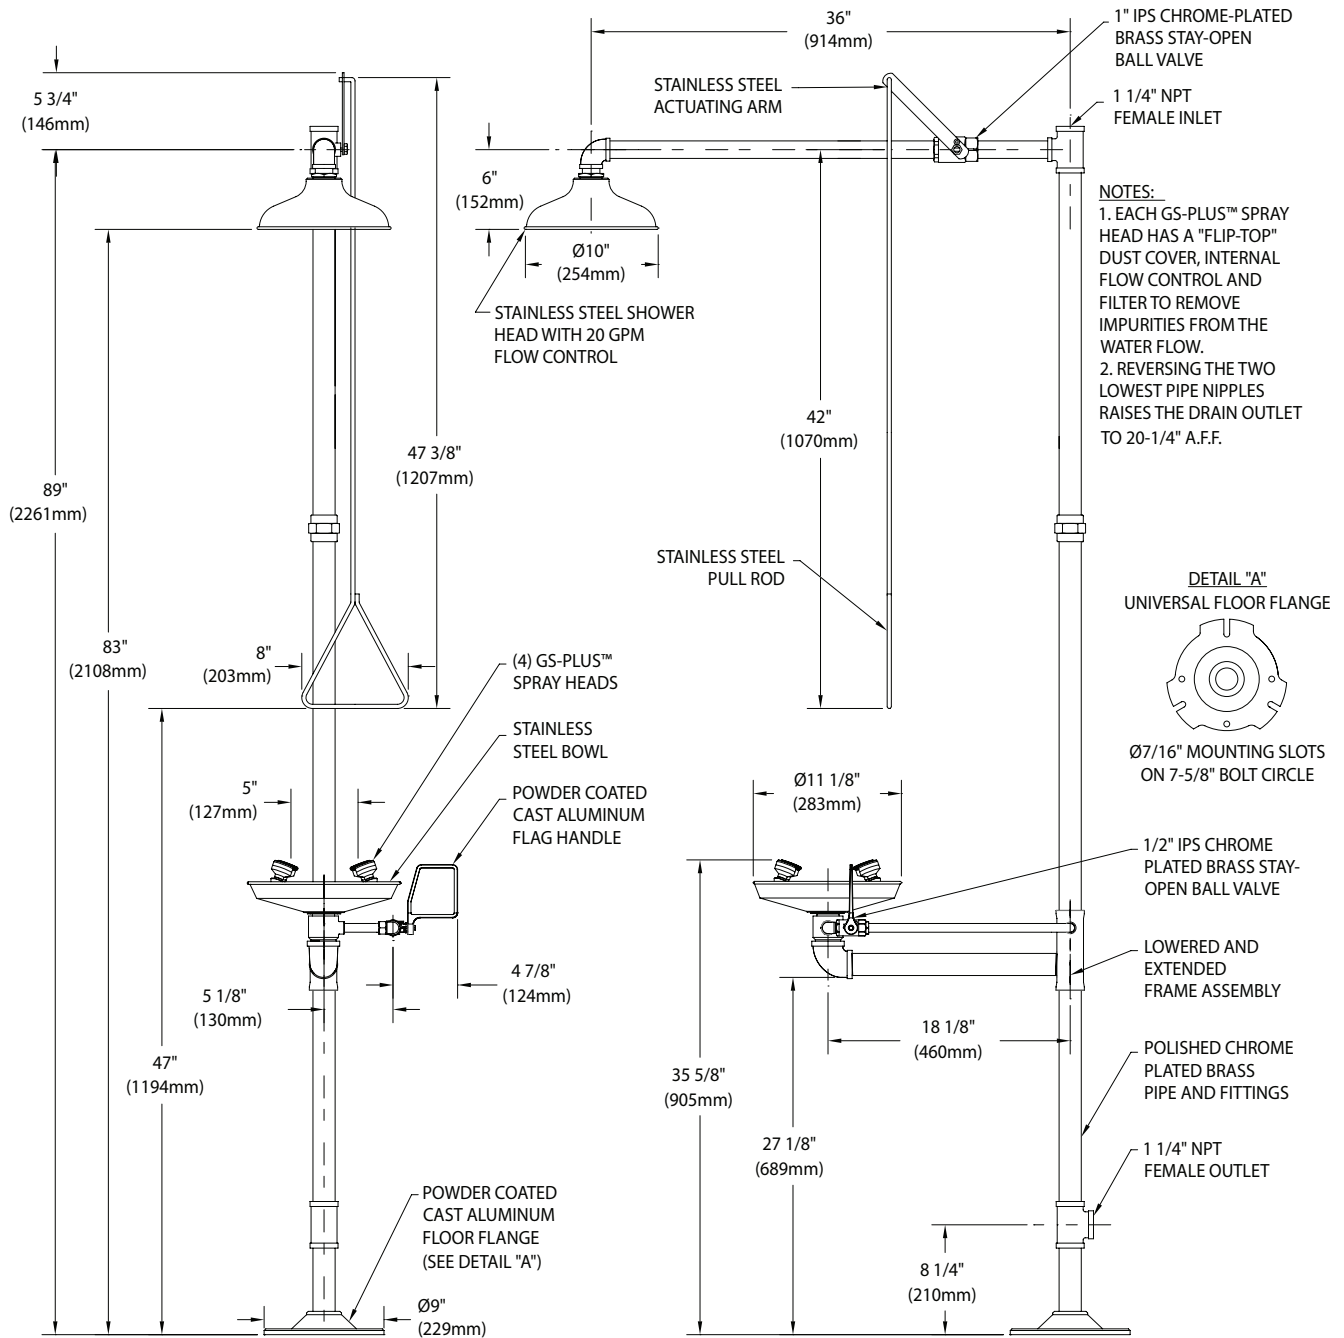 36"
(914mm)
1" IPS CHROME-PLATED
BRASS STAY-OPEN
BALL VALVE
5 3/4"
(146mm)
STAINLESS STEEL
ACTUATING ARM
1 1/4" NPT
FEMALE INLET
6"
(152mm)
Ø10"
(254mm)
STAINLESS STEEL SHOWER
HEAD WITH 20 GPM
FLOW CONTROL
NOTES:
1. EACH GS-PLUS™ SPRAY
HEAD HAS A "FLIP-TOP"
DUST COVER, INTERNAL
FLOW CONTROL AND
FILTER TO REMOVE
IMPURITIES FROM THE
WATER FLOW.
2. REVERSING THE TWO
LOWEST PIPE NIPPLES
RAISES THE DRAIN OUTLET
TO 20-1/4" A.F.F.
42"
(1070mm)
47 3/8"
(1207mm)
89"
(2261mm)
STAINLESS STEEL
PULL ROD
DETAIL "A"
UNIVERSAL FLOOR FLANGE
83"
(2108mm)
8"
(203mm)
(4) GS-PLUS™
SPRAY HEADS
STAINLESS
STEEL BOWL
Ø7/16" MOUNTING SLOTS
ON 7-5/8" BOLT CIRCLE
5"
(127mm)
POWDER COATED
CAST ALUMINUM
FLAG HANDLE
Ø11 1/8"
(283mm)
1/2" IPS CHROME
PLATED BRASS STAY-
OPEN BALL VALVE
4 7/8"
(124mm)
5 1/8"
(130mm)
LOWERED AND
EXTENDED
FRAME ASSEMBLY
18 1/8"
(460mm)
47"
(1194mm)
35 5/8"
(905mm)
POLISHED CHROME
PLATED BRASS
PIPE AND FITTINGS
27 1/8"
(689mm)
1 1/4" NPT
FEMALE OUTLET
POWDER COATED
CAST ALUMINUM
FLOOR FLANGE
(SEE DETAIL "A")
8 1/4"
(210mm)
Ø9"
(229mm)